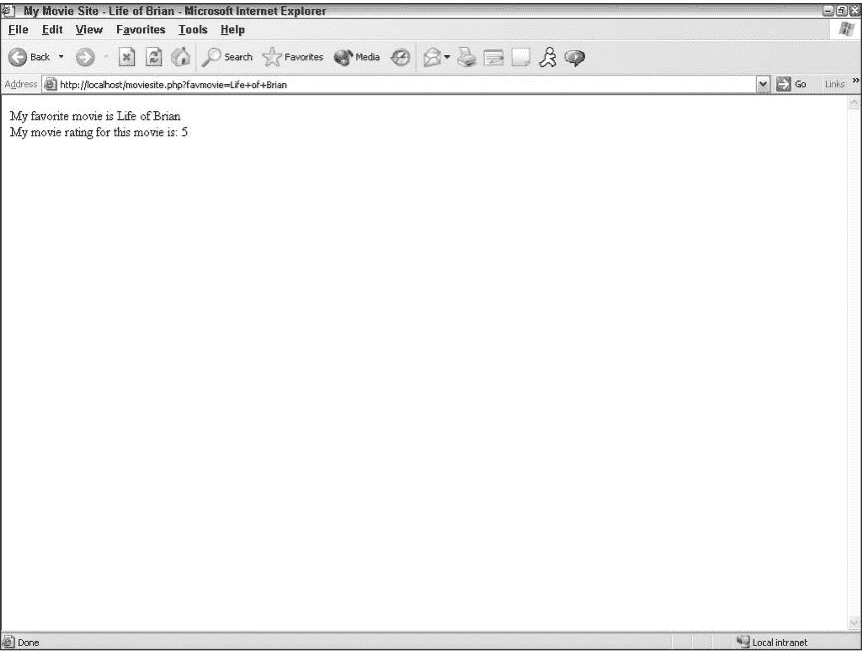 My Movie Site - Life of Brian - Microsoft Internet Explorer
File Edit View Favorites Tools Help
Back Search Favorites Media
Address http://localhost/moviesite.php?favmovie=Life+of+Brian Go Links »
My favorite movie is Life of Brian
My movie rating for this movie is: 5
Done Local intranet